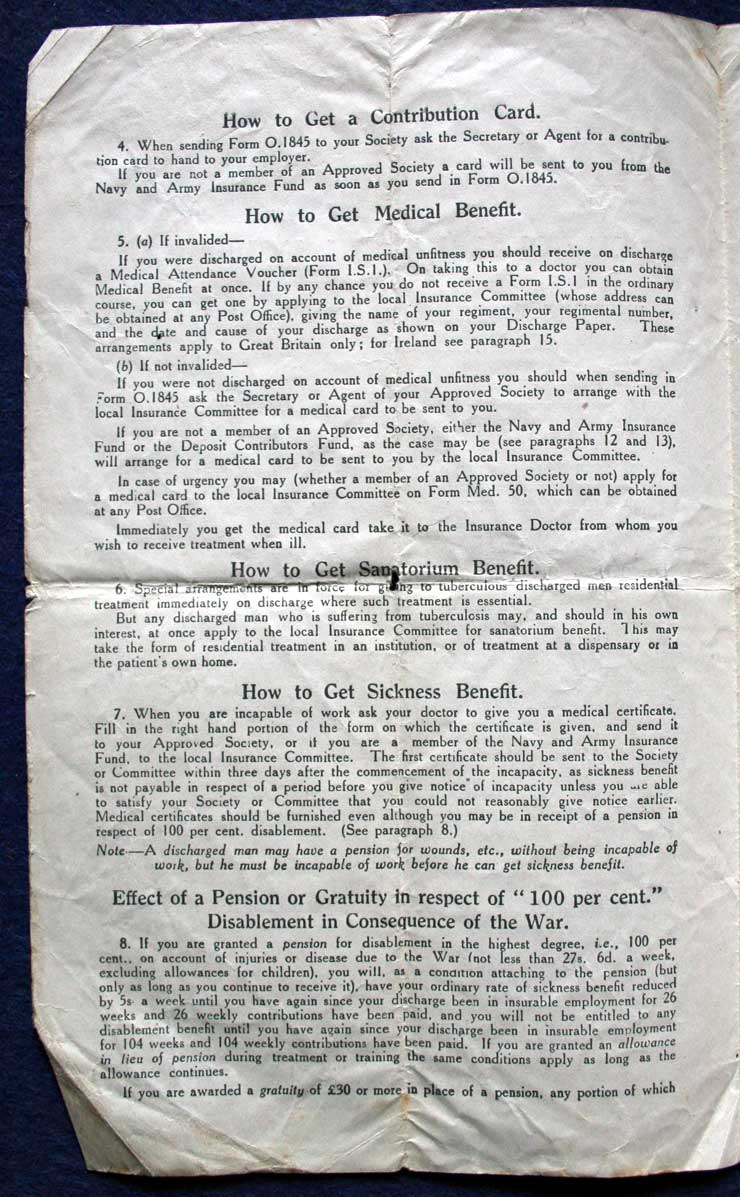 How to Get a Contribution Card.
4. When sending Form O.1845 to your Society ask the Secretary or Agent for a contribu-
tion card to hand to your employer.
If you are not a member of an Approved Society a card will be sent to you from the
Navy and Army Insurance Fund as soon as you send in Form O.1845.
How to Get Medical Benefit.
5. (a) If invalided—
If you were discharged on account of medical unfitness you should receive on discharge
a Medical Attendance Voucher (Form I.S.1.). On taking this to a doctor you can obtain
Medical Benefit at once. If by any chance you do not receive a Form I.S.1 in the ordinary
course, you can get one by applying to the local Insurance Committee (whose address can
be obtained at any Post Office), giving the name of your regiment, your regimental number,
and the date and cause of your discharge as shown on your Discharge Paper. These
arrangements apply to Great Britain only; for Ireland see paragraph 15.
(b) If not invalided—
If you were not discharged on account of medical unfitness you should when sending in
Form O.1845 ask the Secretary or Agent of your Approved Society to arrange with the
local Insurance Committee for a medical card to be sent to you.
If you are not a member of an Approved Society, either the Navy and Army Insurance
Fund or the Deposit Contributors Fund, as the case may be (see paragraphs 12 and 13),
will arrange for a medical card to be sent to you by the local Insurance Committee.
In case of urgency you may (whether a member of an Approved Society or not) apply for
a medical card to the local Insurance Committee on Form Med. 50, which can be obtained
at any Post Office.
Immediately you get the medical card take it to the Insurance Doctor from whom you
wish to receive treatment when ill.
How to Get Sanatorium Benefit.
6. Special arrangements are in force for giving to tuberculous discharged men residential
treatment immediately on discharge where such treatment is essential.
But any discharged man who is suffering from tuberculosis may, and should in his own
interest, at once apply to the local Insurance Committee for sanatorium benefit. This may
take the form of residential treatment in an institution, or of treatment at a dispensary or in
the patient's own home.
How to Get Sickness Benefit.
7. When you are incapable of work ask your doctor to give you a medical certificate.
Fill in the right hand portion of the form on which the certificate is given, and send it
to your Approved Society, or if you are a member of the Navy and Army Insurance
Fund, to the local Insurance Committee. The first certificate should be sent to the Society
or Committee within three days after the commencement of the incapacity, as sickness benefit
is not payable in respect of a period before you give notice of incapacity unless you are able
to satisfy your Society or Committee that you could not reasonably give notice earlier.
Medical certificates should be furnished even although you may be in receipt of a pension in
respect of 100 per cent. disablement. (See paragraph 8.)
Note—A discharged man may have a pension for wounds, etc., without being incapable of
work, but he must be incapable of work before he can get sickness benefit.
Effect of a Pension or Gratuity in respect of "100 per cent."
Disablement in Consequence of the War.
8. If you are granted a pension for disablement in the highest degree, i.e., 100 per
cent., on account of injuries or disease due to the War (not less than 27s. 6d. a week,
excluding allowances for children), you will, as a condition attaching to the pension (but
only as long as you continue to receive it), have your ordinary rate of sickness benefit reduced
by 5s. a week until you have again since your discharge been in insurable employment for 26
weeks and 26 weekly contributions have been paid, and you will not be entitled to any
disablement benefit until you have again since your discharge been in insurable employment
for 104 weeks and 104 weekly contributions have been paid. If you are granted an allowance
in lieu of pension during treatment or training the same conditions apply as long as the
allowance continues.
If you are awarded a gratuity of £30 or more in place of a pension, any portion of which